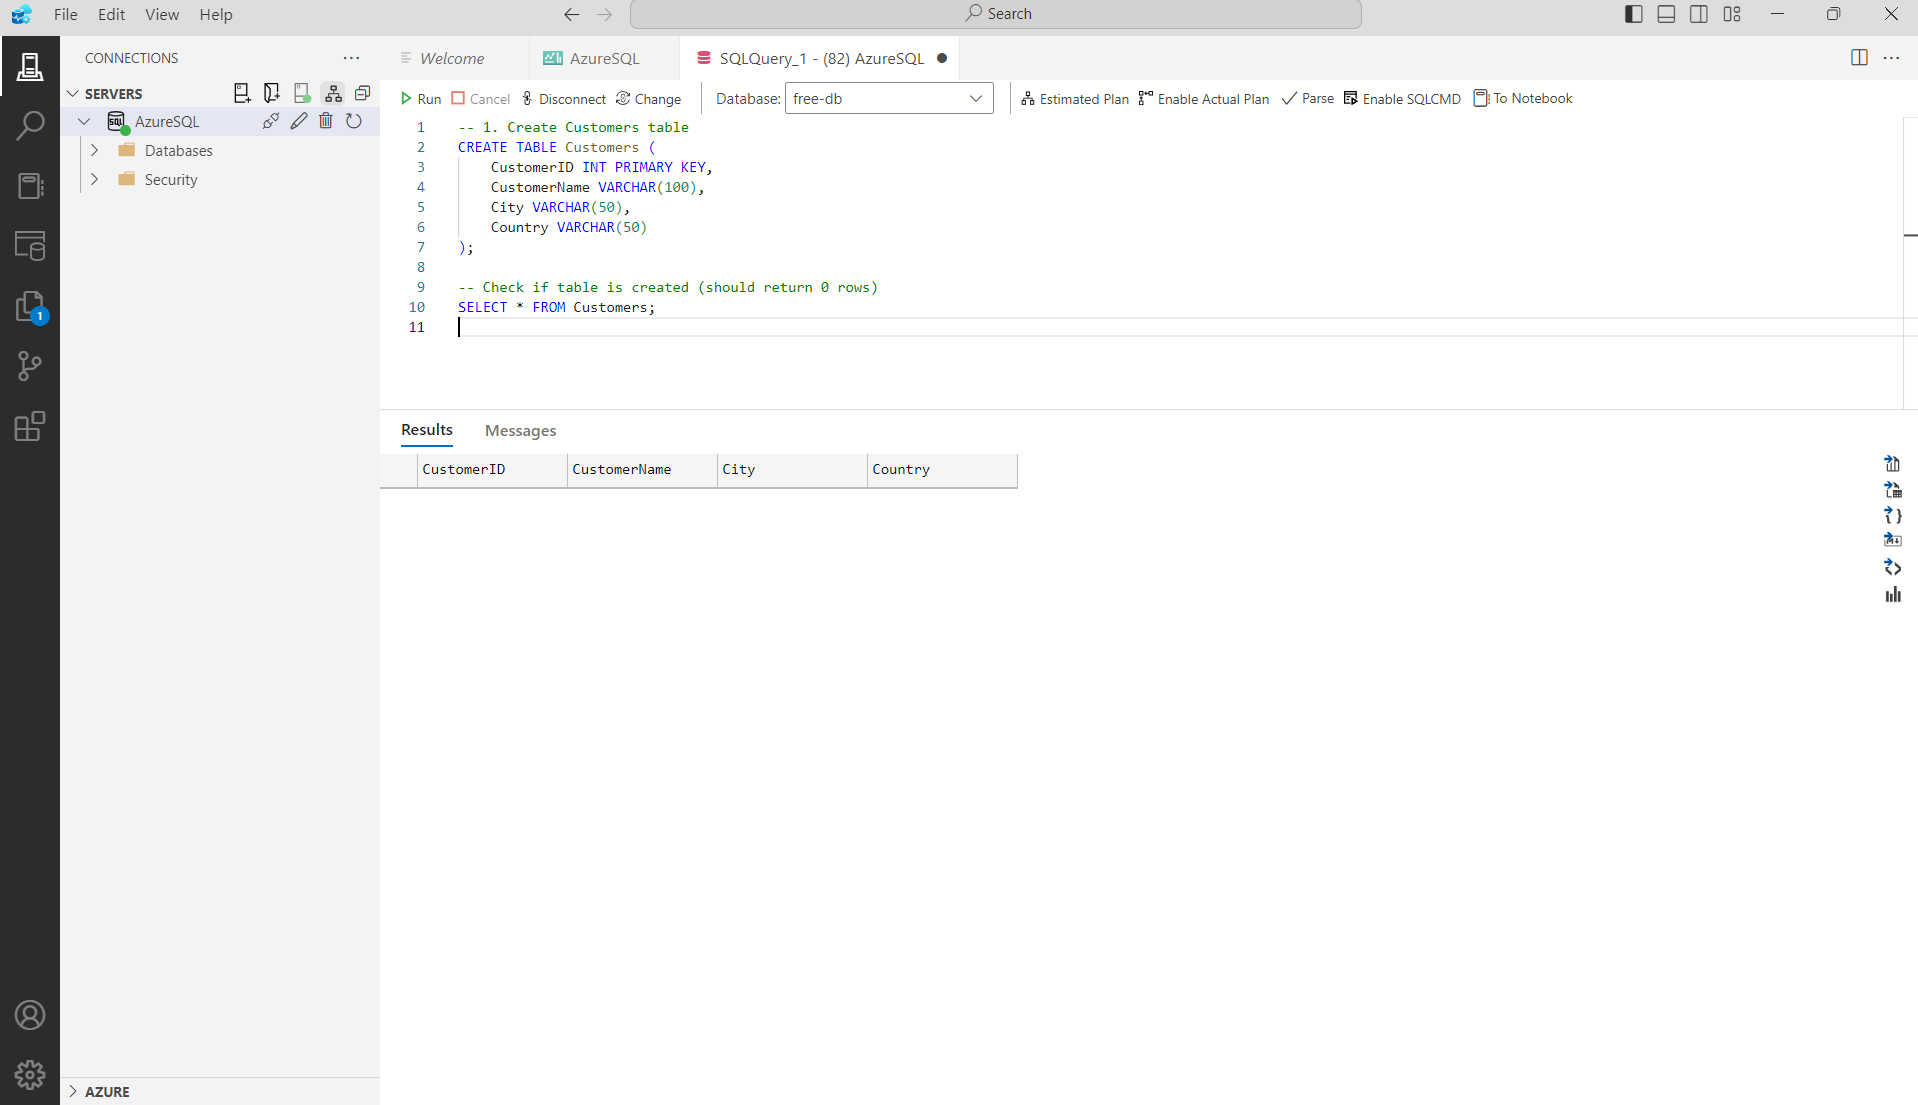 File Edit View Help
Search
CONNECTIONS
SERVERS
AzureSQL
Databases
Security
1
AZURE
Welcome
AzureSQL
SQLQuery_1 - (82) AzureSQL
Run Cancel Disconnect Change Database: free-db Estimated Plan Enable Actual Plan Parse Enable SQLCMD To Notebook
1 -- 1. Create Customers table
2 CREATE TABLE Customers (
3 CustomerID INT PRIMARY KEY,
4 CustomerName VARCHAR(100),
5 City VARCHAR(50),
6 Country VARCHAR(50)
7 );
8
9 -- Check if table is created (should return 0 rows)
10 SELECT * FROM Customers;
11
Results Messages
CustomerID CustomerName City Country